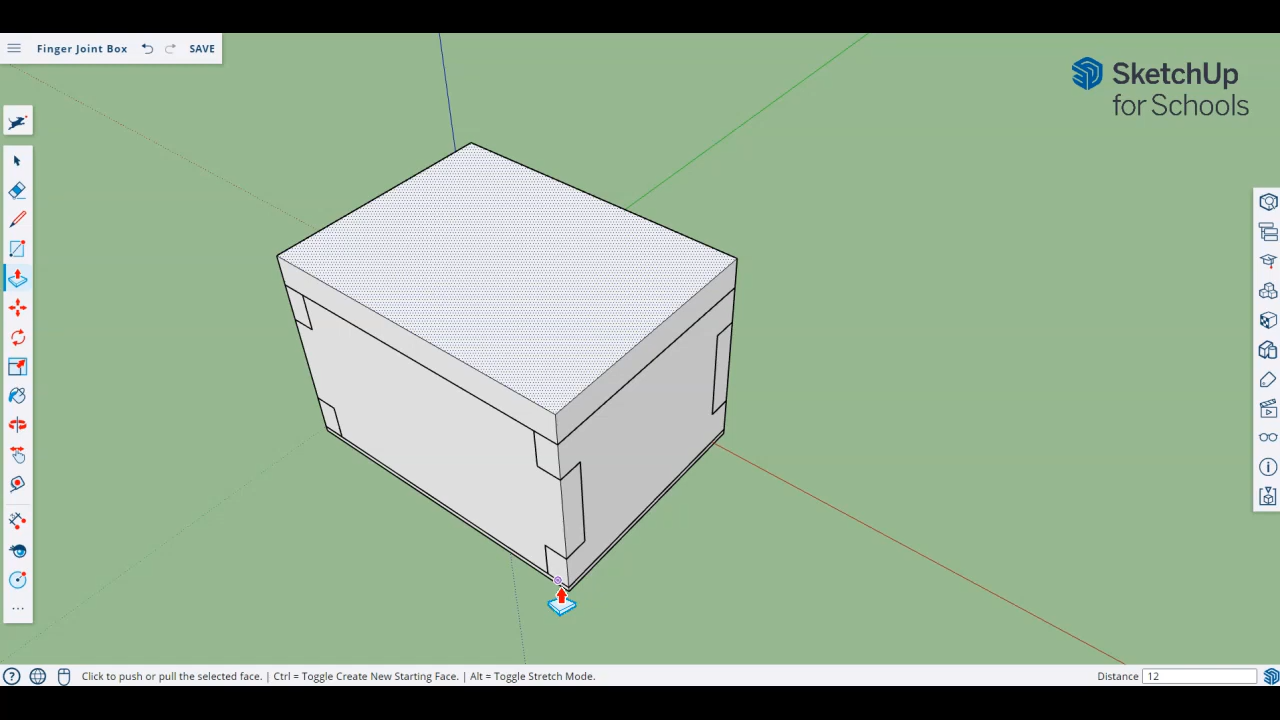 Finger Joint Box SAVE
SketchUp
for Schools
Click to push or pull the selected face. | Ctrl = Toggle Create New Starting Face. | Alt = Toggle Stretch Mode. Distance 12